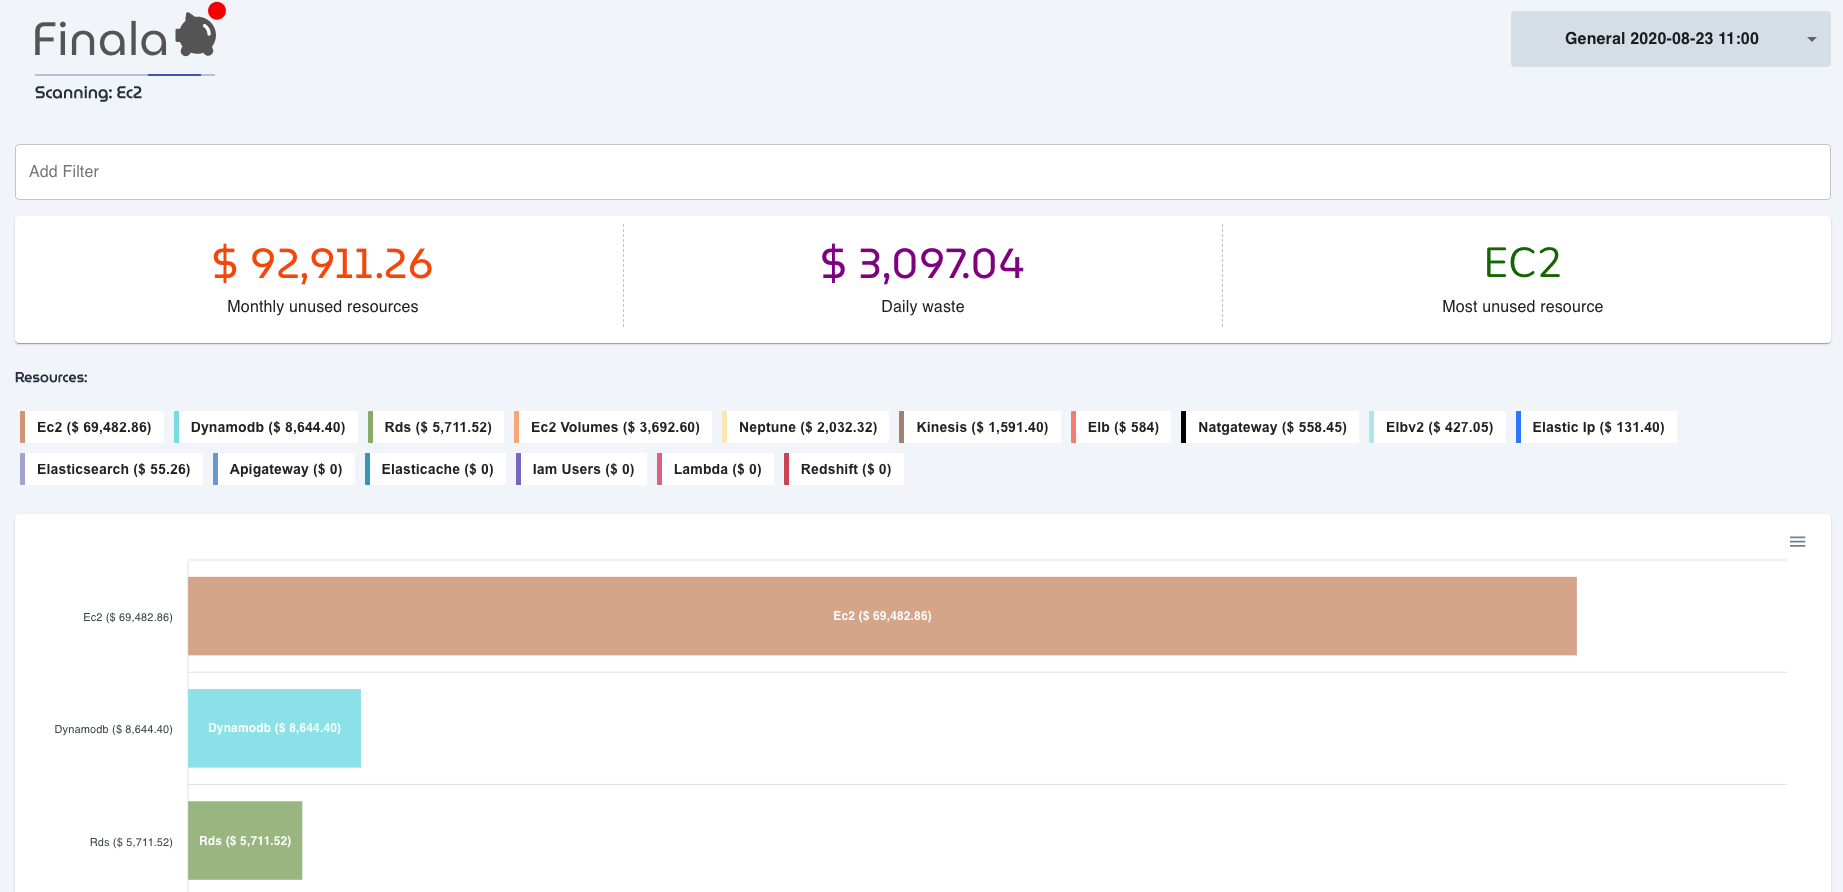 Finala
General 2020-08-23 11:00
Scanning: Ec2
Add Filter
$ 92,911.26
Monthly unused resources
$ 3,097.04
Daily waste
EC2
Most unused resource
Resources:
Ec2 ($ 69,482.86)
Dynamodb ($ 8,644.40)
Rds ($ 5,711.52)
Ec2 Volumes ($ 3,692.60)
Neptune ($ 2,032.32)
Kinesis ($ 1,591.40)
Elb ($ 584)
Natgateway ($ 558.45)
Elbv2 ($ 427.05)
Elastic Ip ($ 131.40)
Elasticsearch ($ 55.26)
Apigateway ($ 0)
Elasticache ($ 0)
Iam Users ($ 0)
Lambda ($ 0)
Redshift ($ 0)
Ec2 ($ 69,482.86)
Ec2 ($ 69,482.86)
Dynamodb ($ 8,644.40)
Dynamodb ($ 8,644.40)
Rds ($ 5,711.52)
Rds ($ 5,711.52)